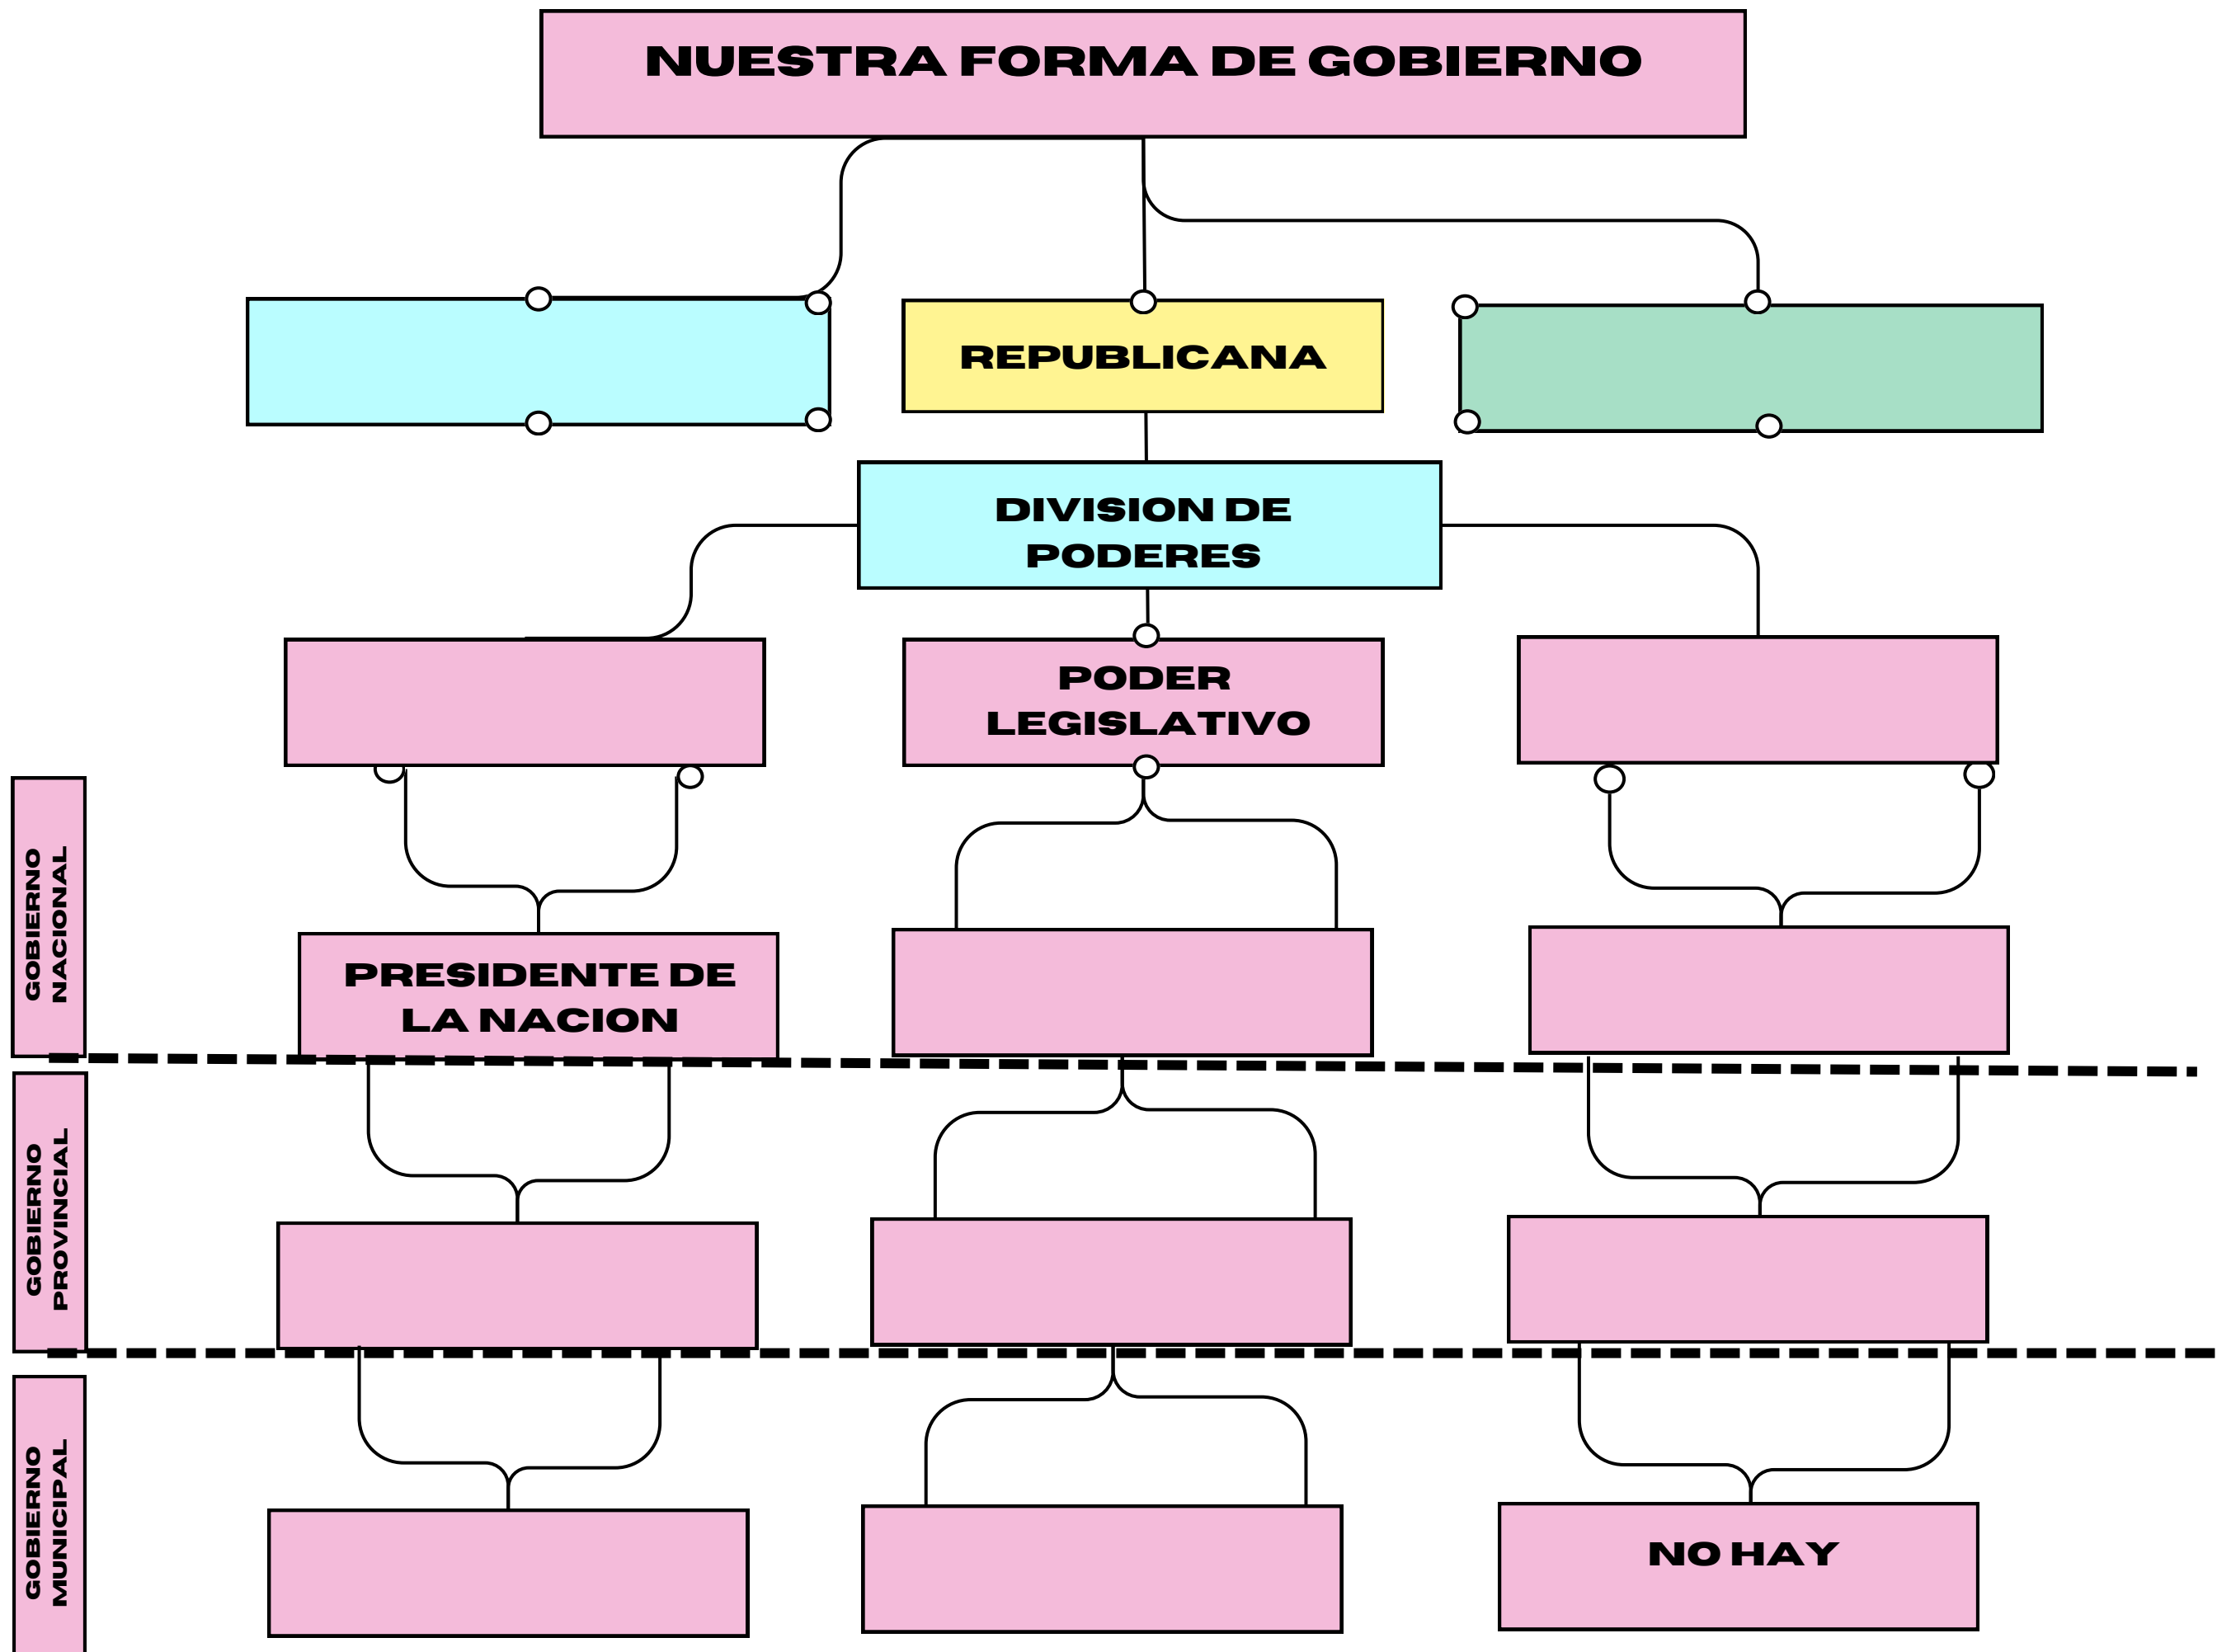 NUESTRA FORMA DE GOBIERNO
REPUBLICANA
DIVISION DE
PODERES
PODER
LEGISLATIVO
GOBIERNO
NACIONAL
PRESIDENTE DE
LA NACION
GOBIERNO
PROVINCIAL
GOBIERNO
MUNICIPAL
NO HAY